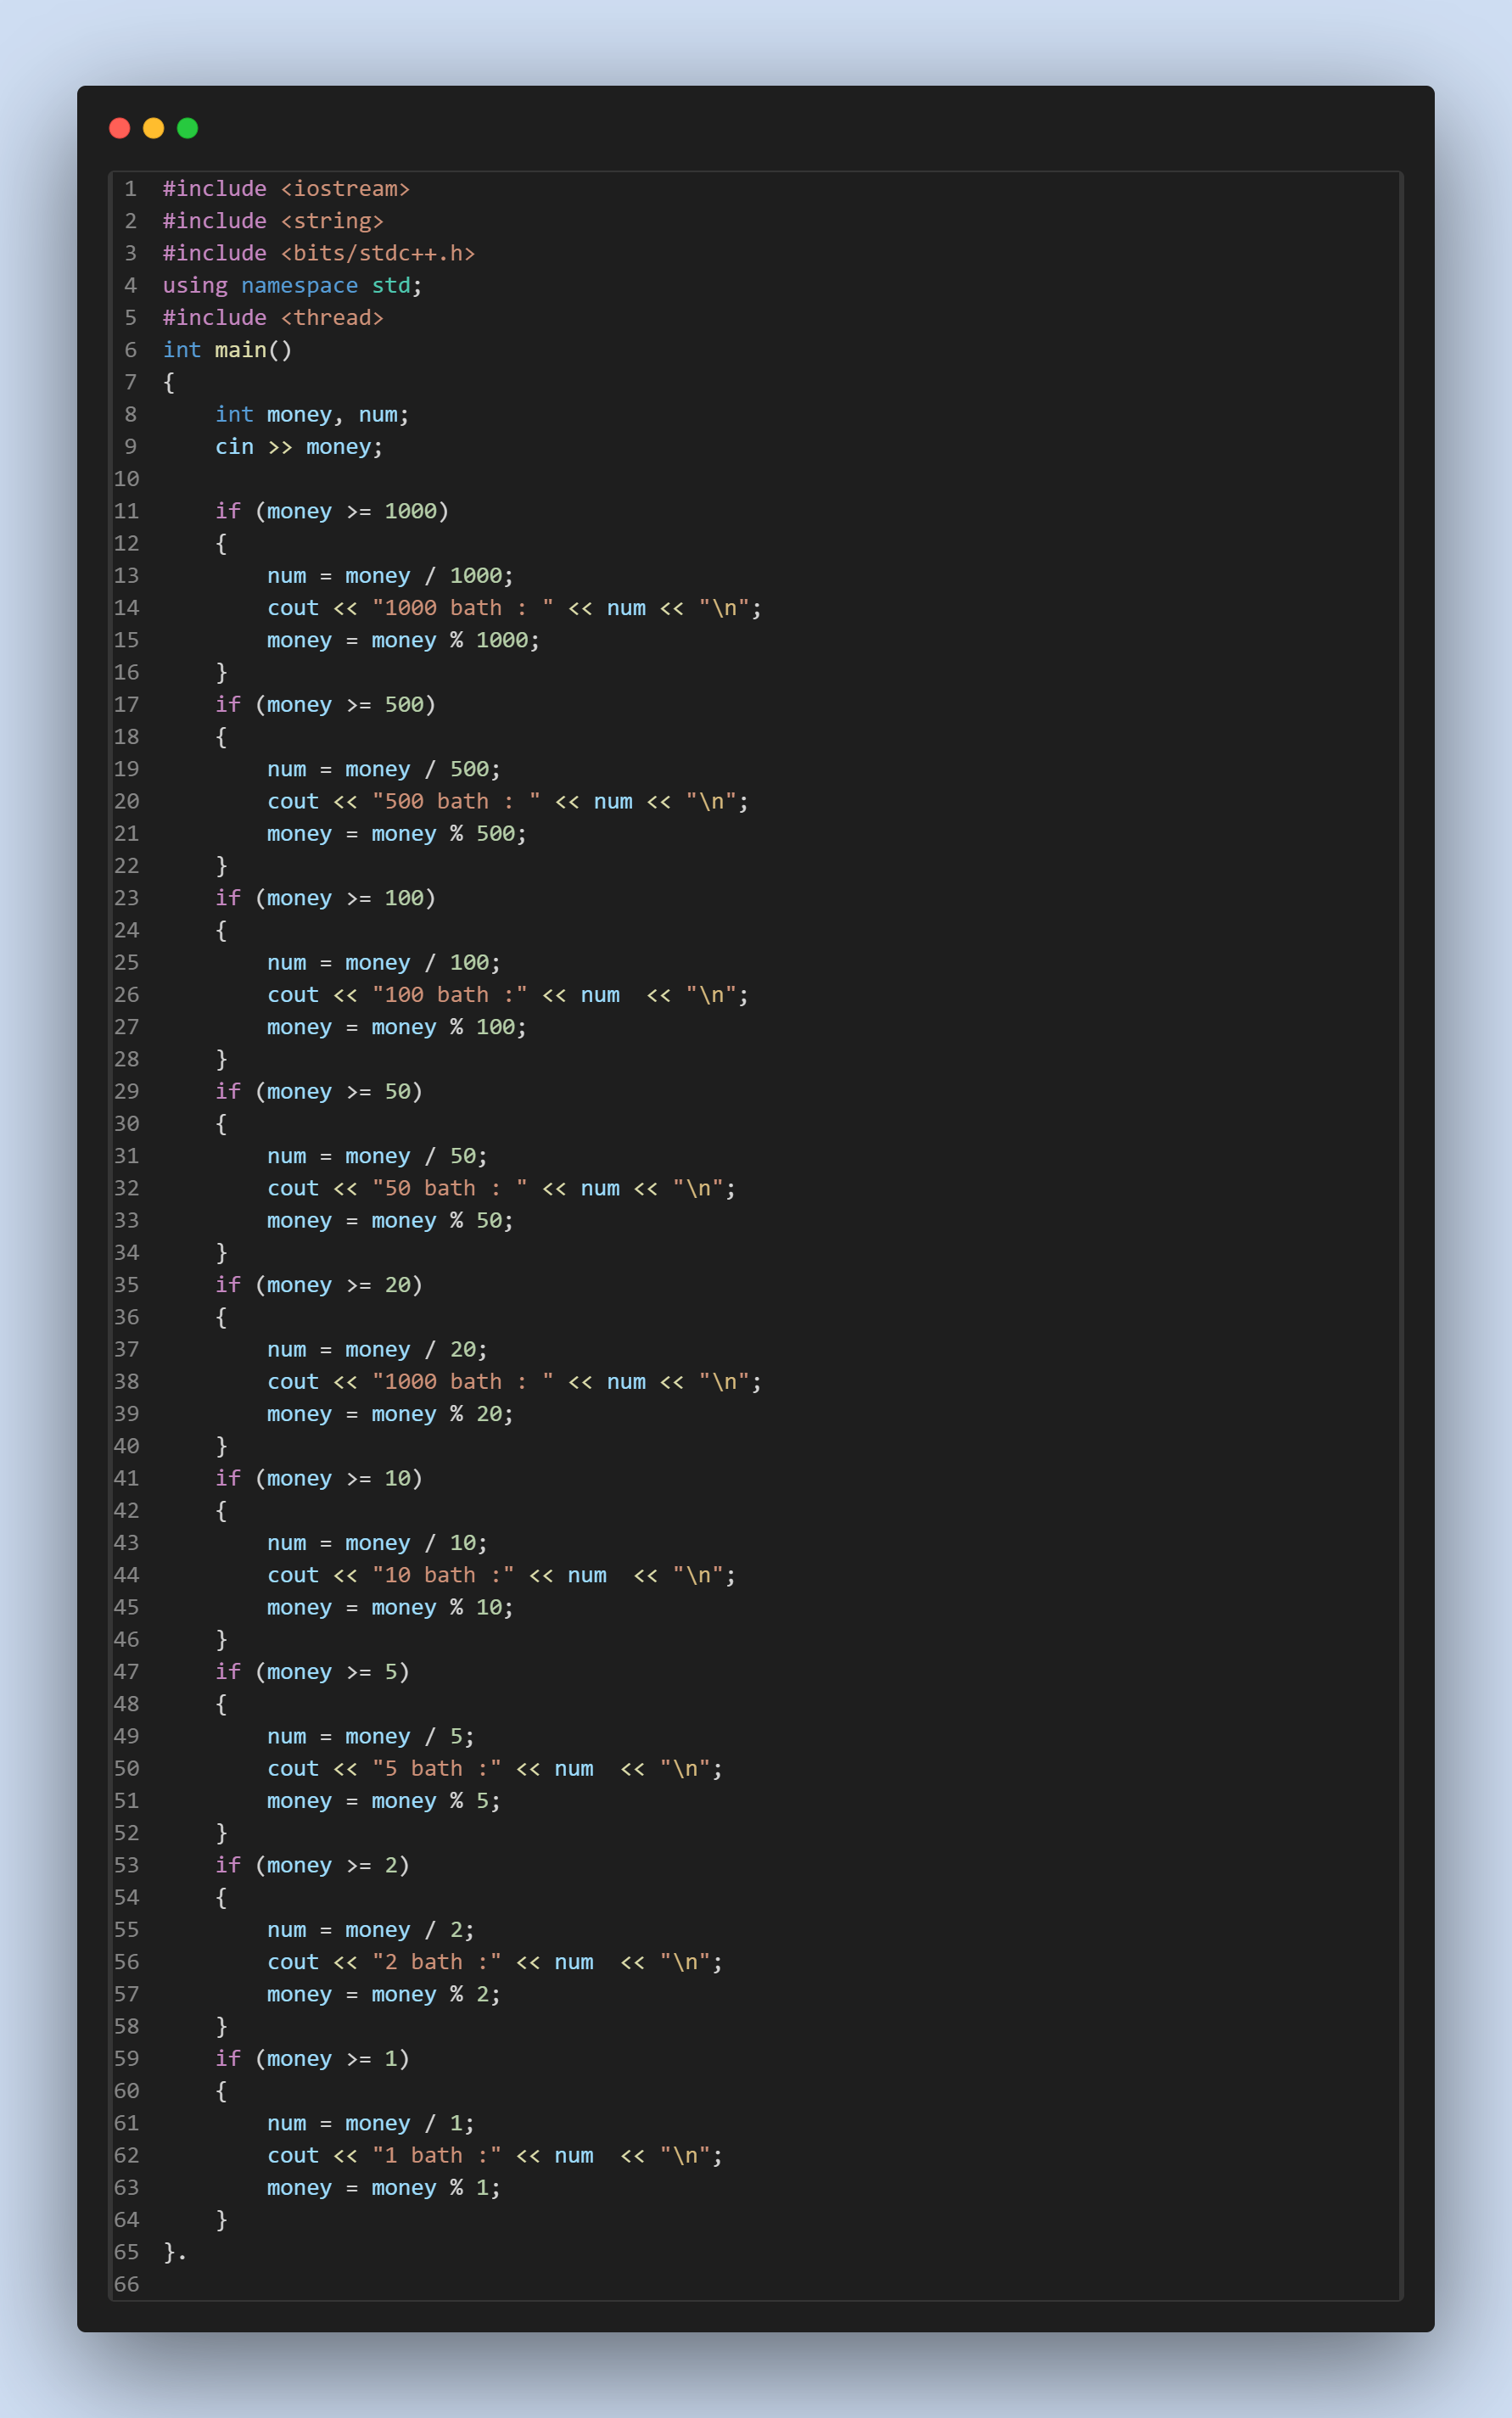 1 #include <iostream>
2 #include <string>
3 #include <bits/stdc++.h>
4 using namespace std;
5 #include <thread>
6 int main()
7 {
8     int money, num;
9     cin >> money;
10
11     if (money >= 1000)
12     {
13         num = money / 1000;
14         cout << "1000 bath : " << num << "\n";
15         money = money % 1000;
16     }
17     if (money >= 500)
18     {
19         num = money / 500;
20         cout << "500 bath : " << num << "\n";
21         money = money % 500;
22     }
23     if (money >= 100)
24     {
25         num = money / 100;
26         cout << "100 bath :" << num  << "\n";
27         money = money % 100;
28     }
29     if (money >= 50)
30     {
31         num = money / 50;
32         cout << "50 bath : " << num << "\n";
33         money = money % 50;
34     }
35     if (money >= 20)
36     {
37         num = money / 20;
38         cout << "1000 bath : " << num << "\n";
39         money = money % 20;
40     }
41     if (money >= 10)
42     {
43         num = money / 10;
44         cout << "10 bath :" << num  << "\n";
45         money = money % 10;
46     }
47     if (money >= 5)
48     {
49         num = money / 5;
50         cout << "5 bath :" << num  << "\n";
51         money = money % 5;
52     }
53     if (money >= 2)
54     {
55         num = money / 2;
56         cout << "2 bath :" << num  << "\n";
57         money = money % 2;
58     }
59     if (money >= 1)
60     {
61         num = money / 1;
62         cout << "1 bath :" << num  << "\n";
63         money = money % 1;
64     }
65 }.
66